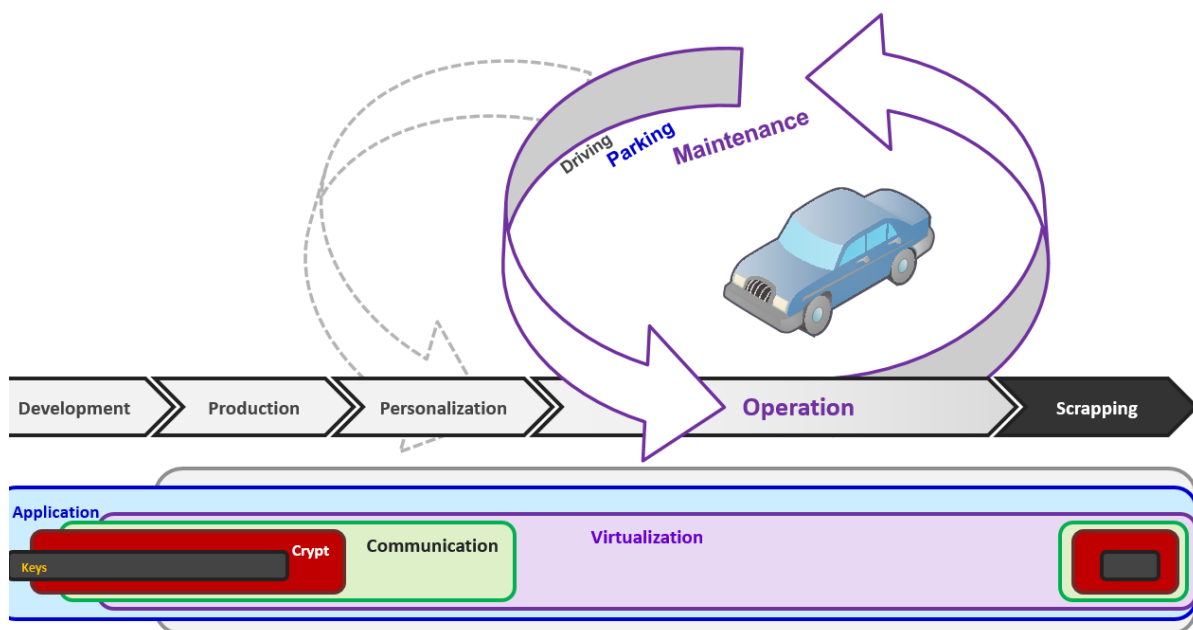 Driving
Parking
Maintenance
Development
Production
Personalization
Operation
Scrapping
Application
Keys
Crypt
Communication
Virtualization